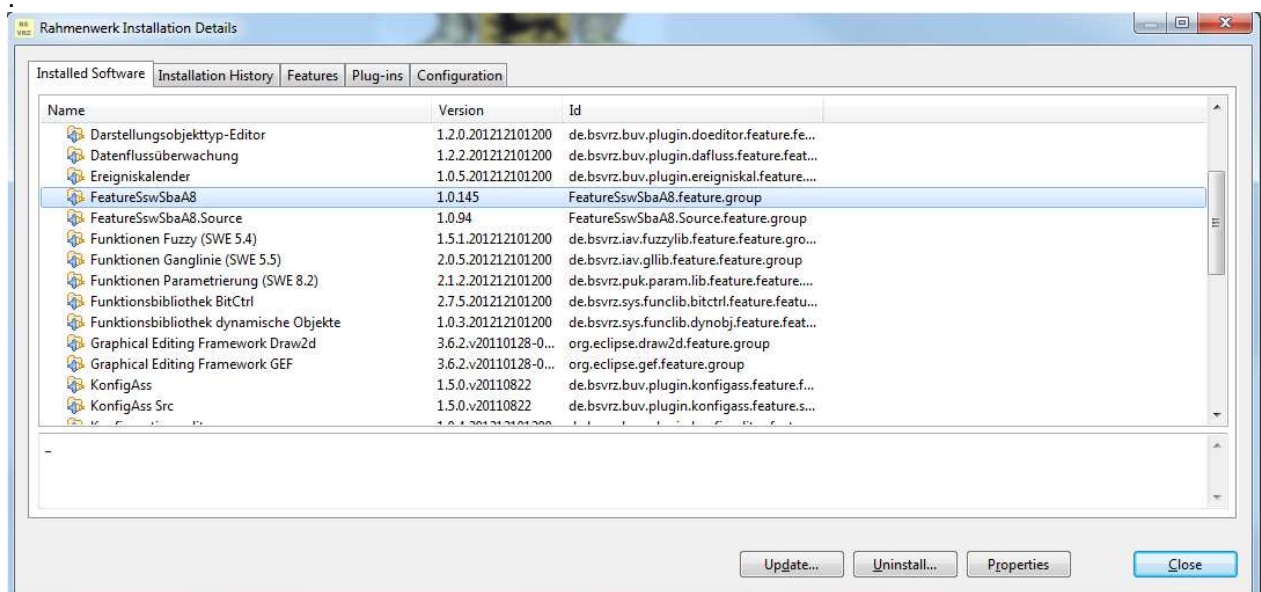 .
BS
VRZ
Rahmenwerk Installation Details
Installed Software Installation History Features Plug-ins Configuration
Name Version Id
Darstellungsobjekttyp-Editor 1.2.0.201212101200 de.bsvrz.buv.plugin.doeditor.feature.fe...
Datenflussüberwachung 1.2.2.201212101200 de.bsvrz.buv.plugin.dafluss.feature.feat...
Ereigniskalender 1.0.5.201212101200 de.bsvrz.buv.plugin.ereigniskal.feature....
FeatureSswSbaA8 1.0.145 FeatureSswSbaA8.feature.group
FeatureSswSbaA8.Source 1.0.94 FeatureSswSbaA8.Source.feature.group
Funktionen Fuzzy (SWE 5.4) 1.5.1.201212101200 de.bsvrz.iav.fuzzylib.feature.feature.gro...
Funktionen Ganglinie (SWE 5.5) 2.0.5.201212101200 de.bsvrz.iav.gllib.feature.feature.group
Funktionen Parametrierung (SWE 8.2) 2.1.2.201212101200 de.bsvrz.puk.param.lib.feature.feature....
Funktionsbibliothek BitCtrl 2.7.5.201212101200 de.bsvrz.sys.funclib.bitctrl.feature.featu...
Funktionsbibliothek dynamische Objekte 1.0.3.201212101200 de.bsvrz.sys.funclib.dynobj.feature.feat...
Graphical Editing Framework Draw2d 3.6.2.v20110128-0... org.eclipse.draw2d.feature.group
Graphical Editing Framework GEF 3.6.2.v20110128-0... org.eclipse.gef.feature.group
KonfigAss 1.5.0.v20110822 de.bsvrz.buv.plugin.konfigass.feature.f...
KonfigAss Src 1.5.0.v20110822 de.bsvrz.buv.plugin.konfigass.feature.s...
-
Update... Uninstall... Properties Close